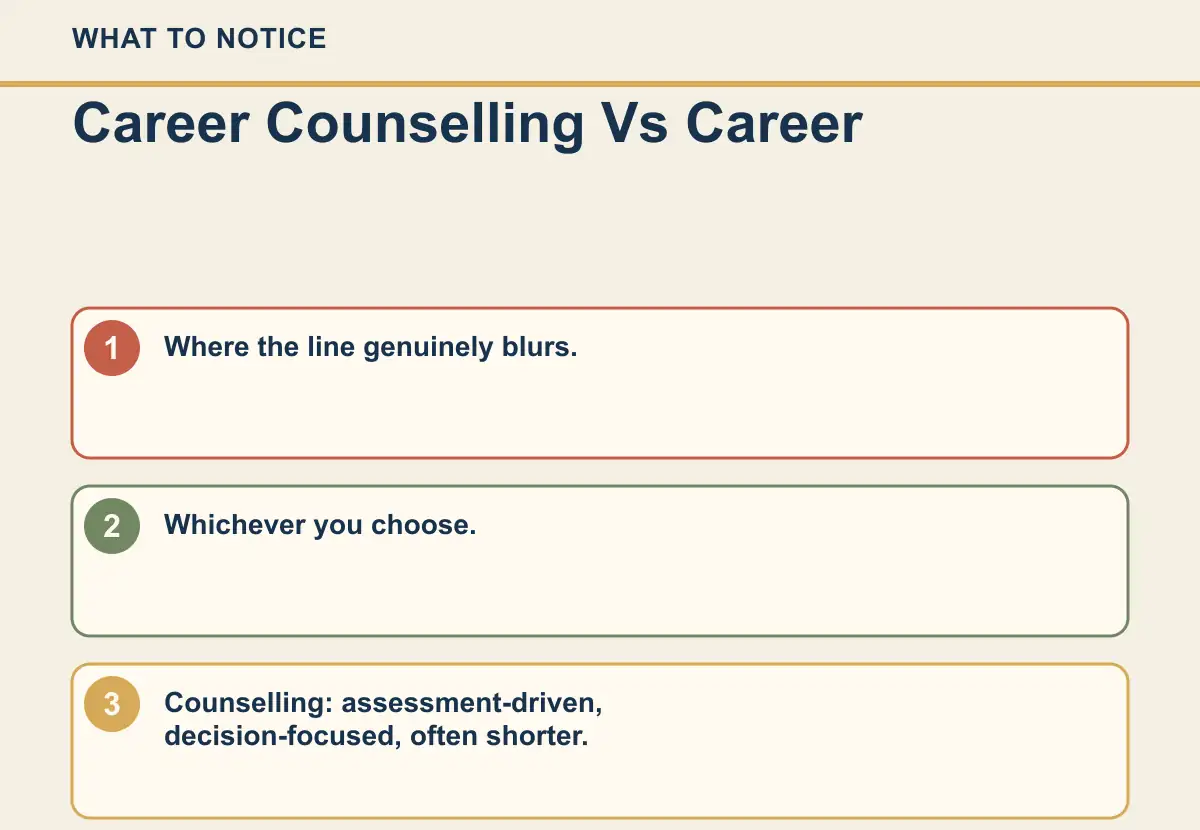 WHAT TO NOTICE
Career Counselling Vs Career
1
Where the line genuinely blurs.
2
Whichever you choose.
3
Counselling: assessment-driven,
decision-focused, often shorter.